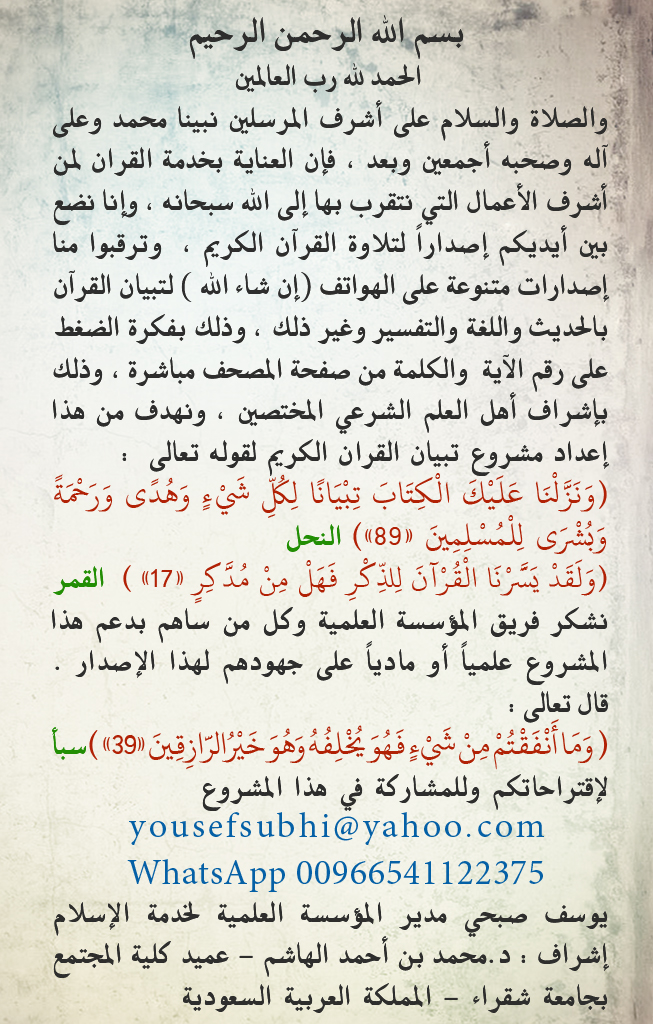 بسم الله الرحمن الرحيم
الحمد لله رب العالمين
والصلاة والسلام على أشرف المرسلين نبينا محمد وعلى
آله وصحبه أجمعين وبعد ، فإن العناية بخدمة القران لمن
أشرف الأعمال التي نتقرب بها إلى الله سبحانه ، وإنا نضع
بين أيديكم إصداراً لتلاوة القرآن الكريم ، وترقبوا منا
إصدارات متنوعة على الهواتف (إن شاء الله ) لتبيان القرآن
بالحديث واللغة والتفسير وغير ذلك ، وذلك بفكرة الضغط
على رقم الآية والكلمة من صفحة المصحف مباشرة ، وذلك
بإشراف أهل العلم الشرعي المختصين ، ونهدف من هذا
إعداد مشروع تبيان القران الكريم لقوله تعالى :
(وَنَزَّلْنَا عَلَيْكَ الْكِتَابَ تِبْيَانًا لِكُلِّ شَيْءٍ وَهُدًى وَرَحْمَةً
وَبُشْرَى لِلْمُسْلِمِينَ «89») النحل
(وَلَقَدْ يَسَّرْنَا الْقُرْآنَ لِلذِّكْرِ فَهَلْ مِنْ مُدَّكِرٍ «17» ) القمر
نشكر فريق المؤسسة العلمية وكل من ساهم بدعم هذا
المشروع علمياً أو مادياً على جهودهم لهذا الإصدار .
قال تعالى :
( وَمَا أَنْفَقْتُمْ مِنْ شَيْءٍ فَهُوَ يُخْلِفُهُ وَهُوَ خَيْرُ الرَّازِقِينَ «39») سبأ
لإقتراحاتكم وللمشاركة في هذا المشروع
yousefsubhi@yahoo.com
WhatsApp 00966541122375
يوسف صبحي مدير المؤسسة العلمية لخدمة الإسلام
إشراف : د.محمد بن أحمد الهاشم – عميد كلية المجتمع
بجامعة شقراء – المملكة العربية السعودية